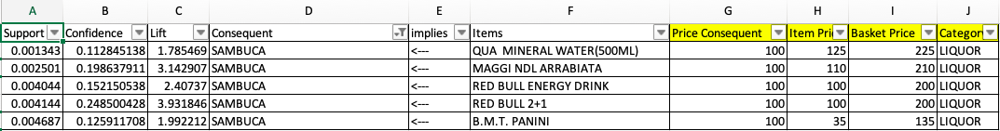 A B C D E F G H I J
Support Confidence Lift Consequent implies Items Price Consequent Item Pri Basket Price Categor
0.001343 0.112845138 1.785469 SAMBUCA <--- QUA MINERAL WATER(500ML) 100 125 225 LIQUOR
0.002501 0.198637911 3.142907 SAMBUCA <--- MAGGI NDL ARRABIATA 100 110 210 LIQUOR
0.004044 0.152150538 2.40737 SAMBUCA <--- RED BULL ENERGY DRINK 100 100 200 LIQUOR
0.004144 0.248500428 3.931846 SAMBUCA <--- RED BULL 2+1 100 100 200 LIQUOR
0.004687 0.125911708 1.992212 SAMBUCA <--- B.M.T. PANINI 100 35 135 LIQUOR